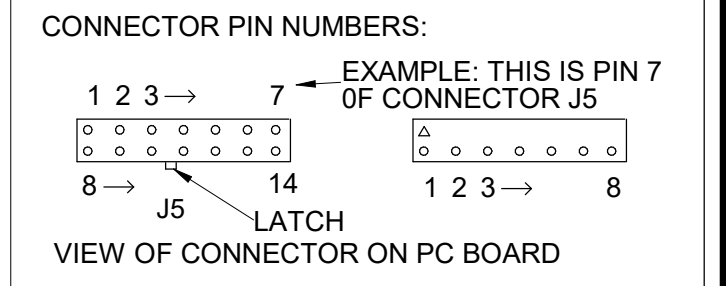 CONNECTOR PIN NUMBERS:
EXAMPLE: THIS IS PIN 7
0F CONNECTOR J5
1 2 3 → 7
8 → 14
J5
LATCH
1 2 3 → 8
VIEW OF CONNECTOR ON PC BOARD